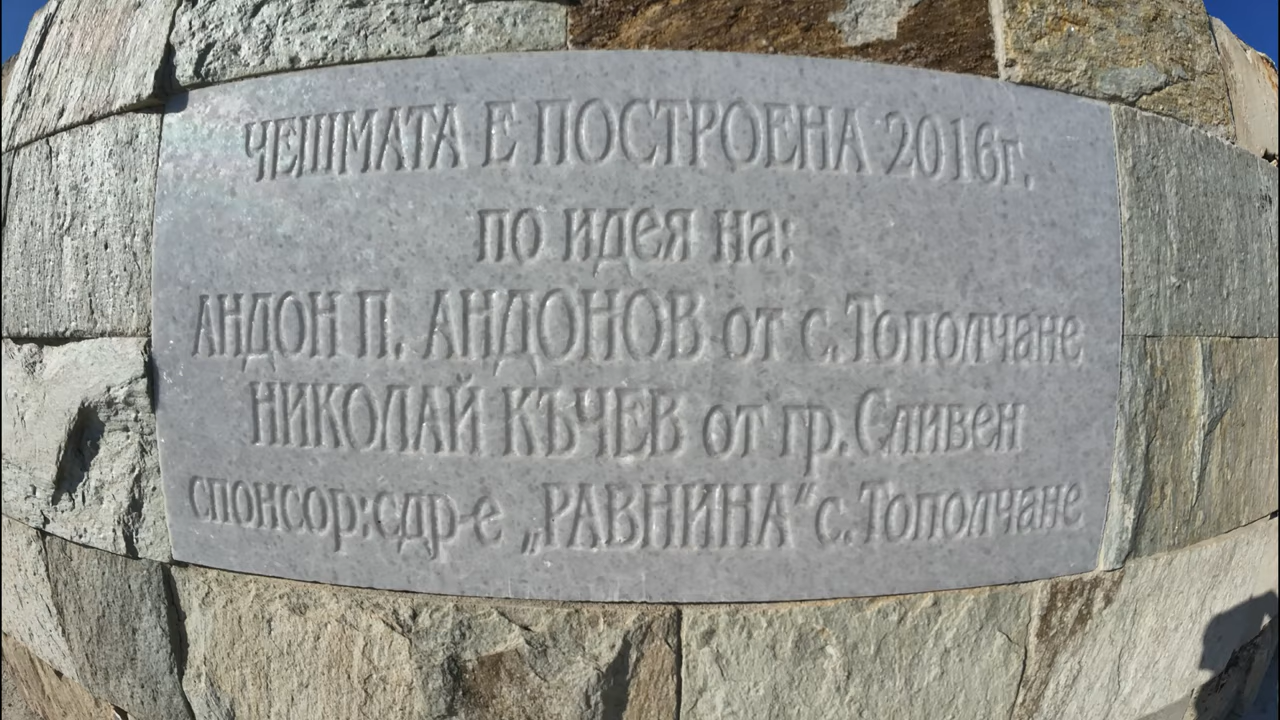 ЧЕШМАТА Е ПОСТРОЕНА 2016г.
по идея на:
АНДОН П. АНДОНОВ от с. Тополчане
НИКОЛАЙ КЪЧЕВ от гр. Сливен
спонсор: сдр-е „РАВНИНА“ с. Тополчане